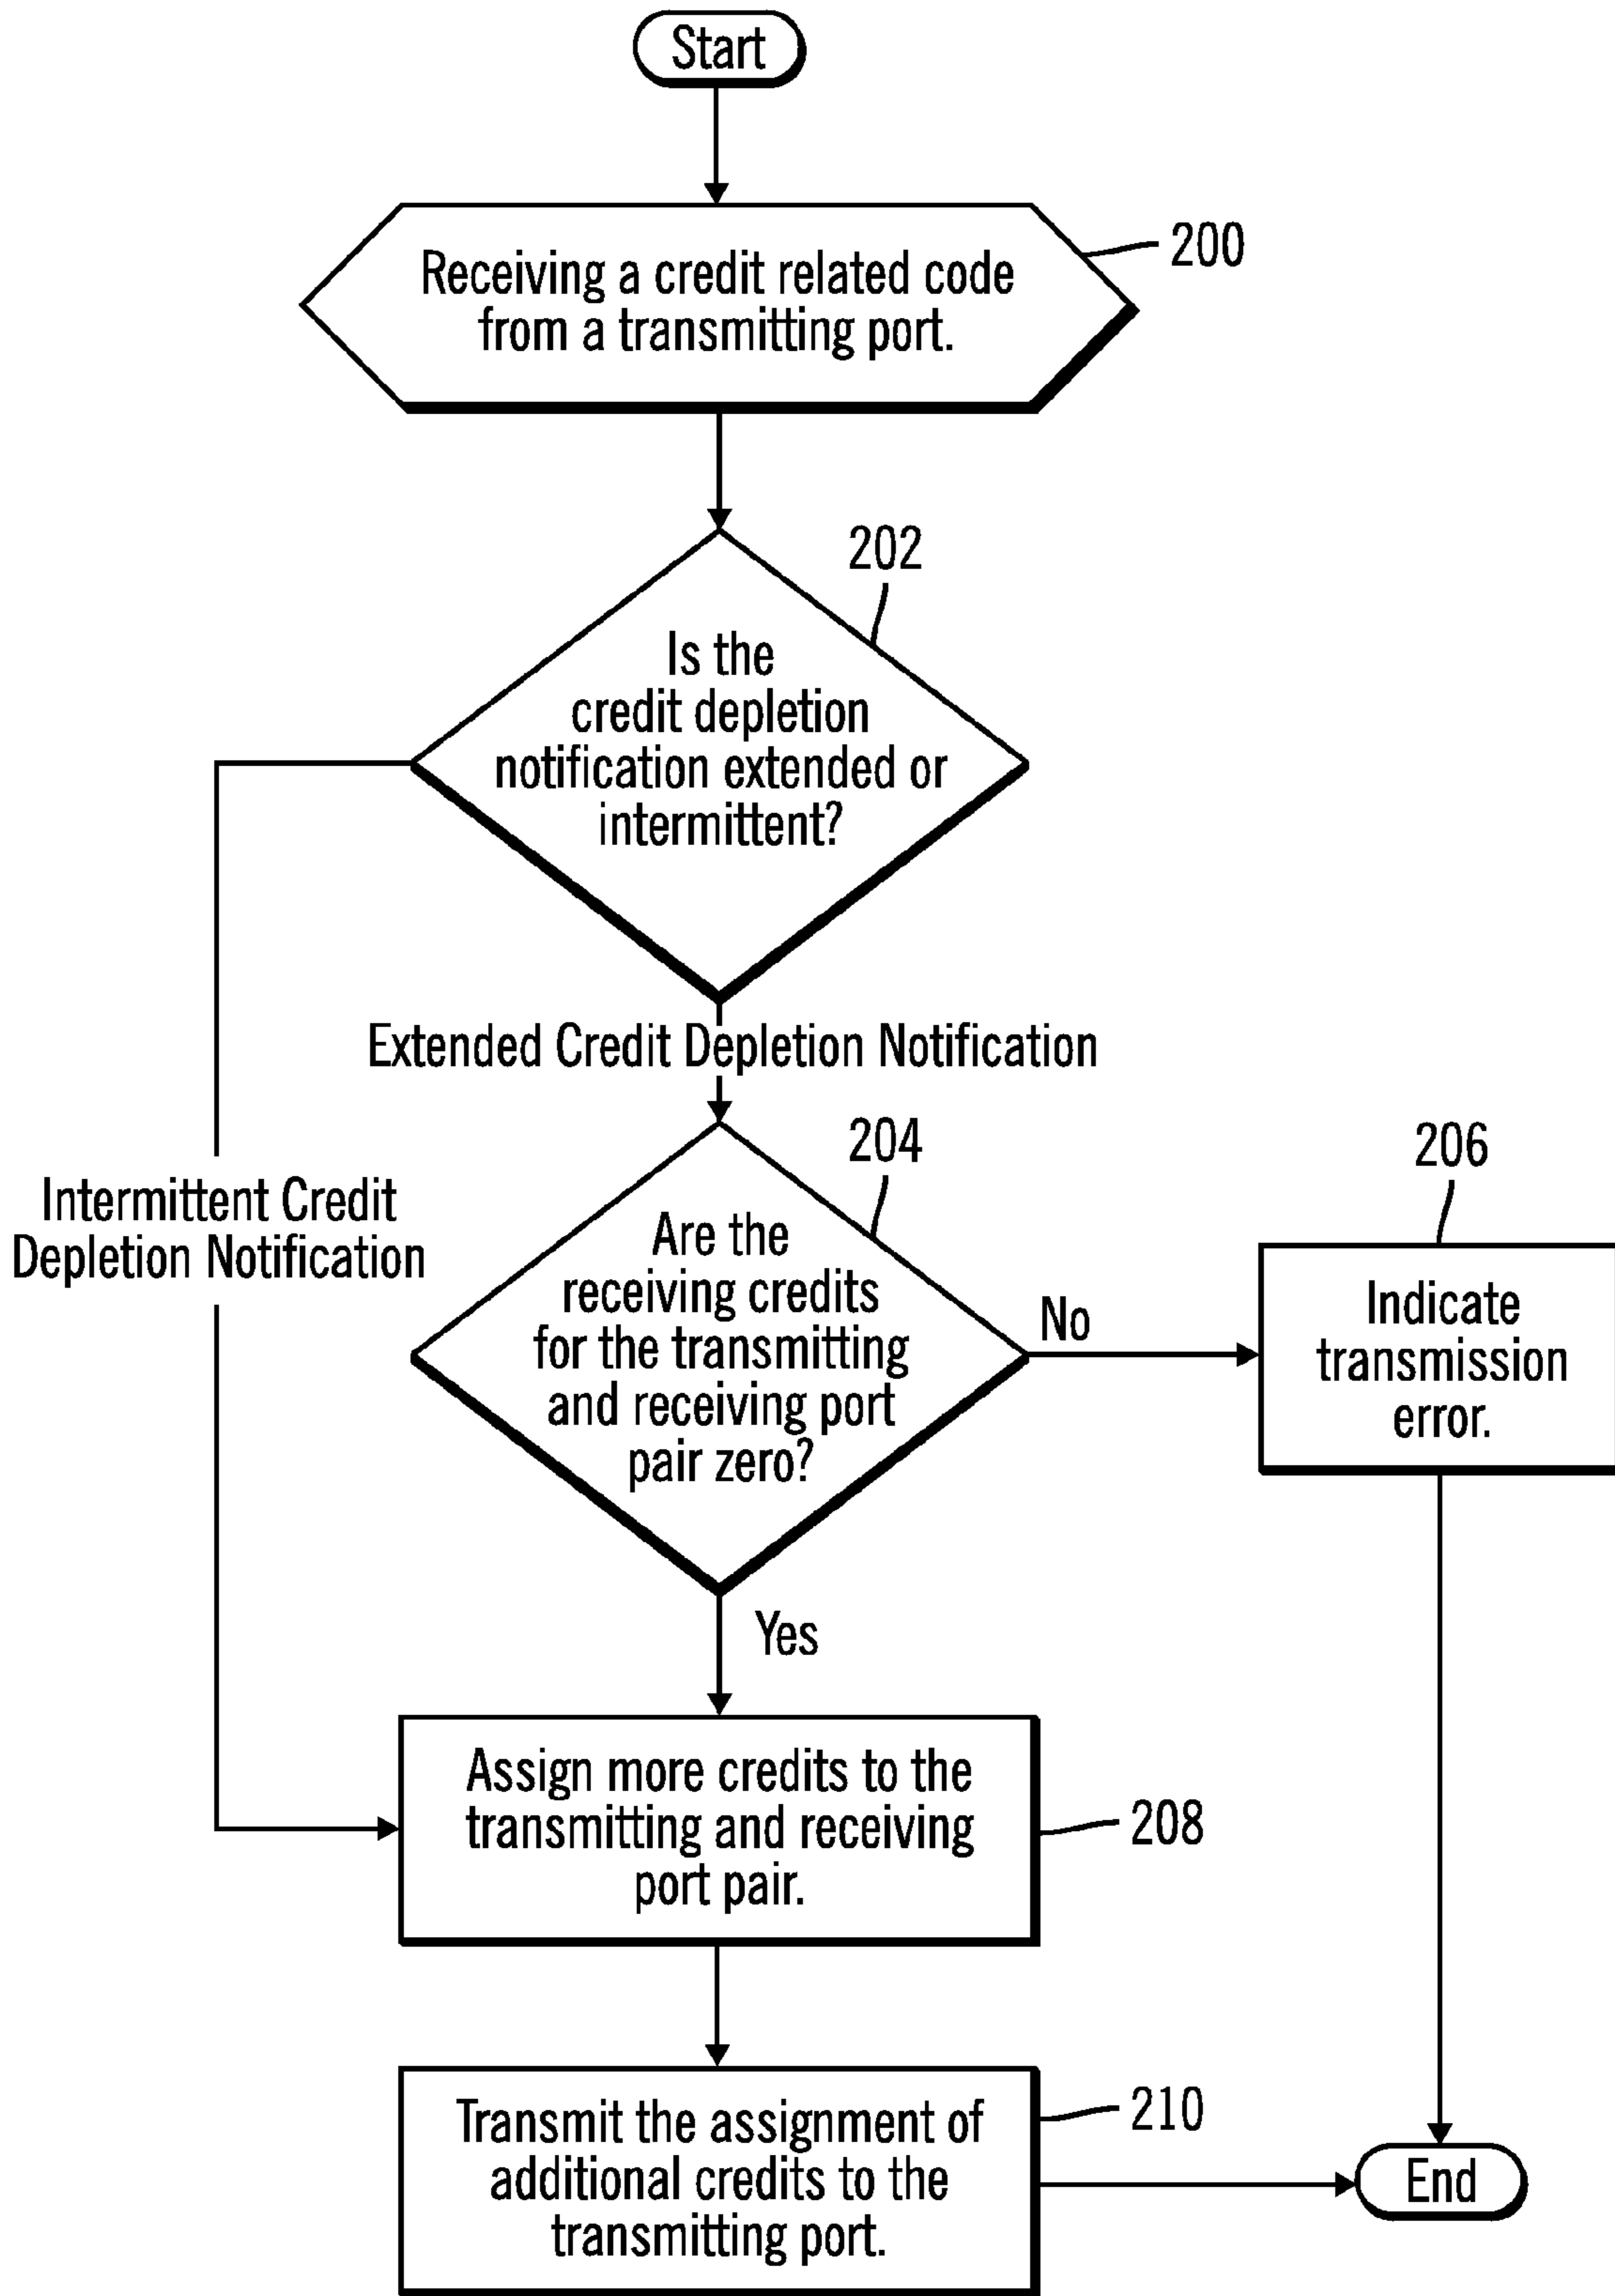 Start
Receiving a credit related code
from a transmitting port.
200
202
Is the
credit depletion
notification extended or
intermittent?
Extended Credit Depletion Notification
Intermittent Credit
Depletion Notification
204
Are the
receiving credits
for the transmitting
and receiving port
pair zero?
No
206
Indicate
transmission
error.
Yes
Assign more credits to the
transmitting and receiving
port pair.
208
Transmit the assignment of
additional credits to the
transmitting port.
210
End